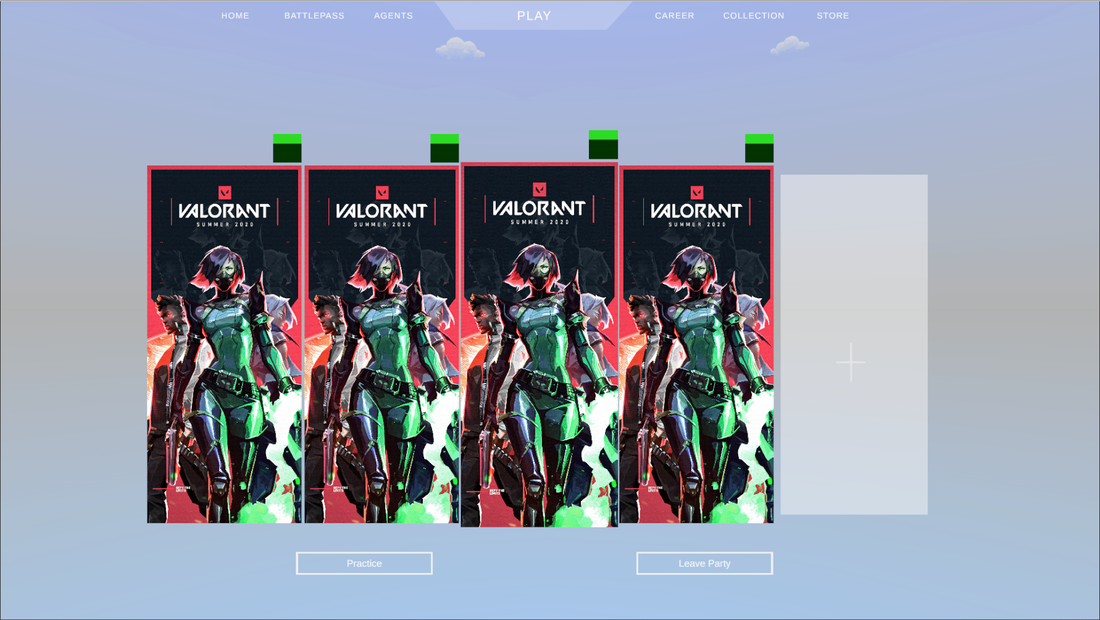 HOME BATTLEPASS AGENTS PLAY CAREER COLLECTION STORE
VALORANT VALORANT VALORANT VALORANT
SUMMER 2020 SUMMER 2020 SUMMER 2020 SUMMER 2020
Practice Leave Party